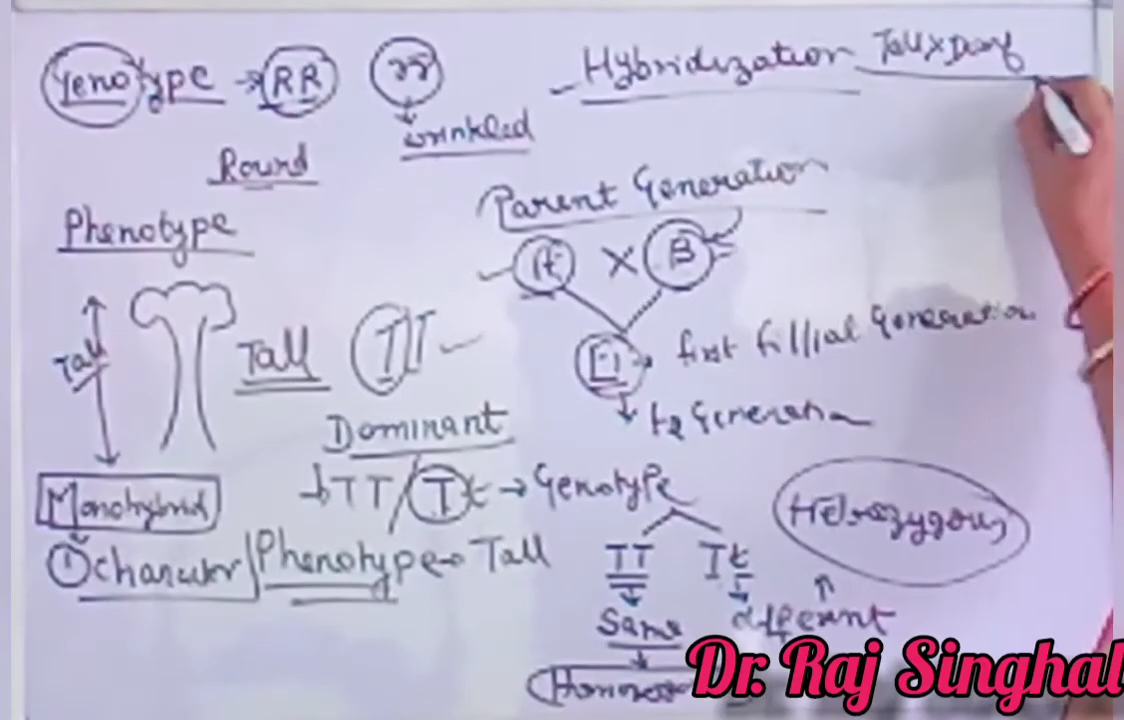 Genotype → RR rr
wrinkled
Round
Hybridization Tall X Dwarf
Phenotype
Parent Generation
A X B
Tall
Tall TT
F1 → first fillial Generation
F2 Generation
Dominant
→ TT / Tt → Genotype
Monohybrid
① character / Phenotype → Tall
TT Tt
Same different
Heterozygous
Dr. Raj Singhal